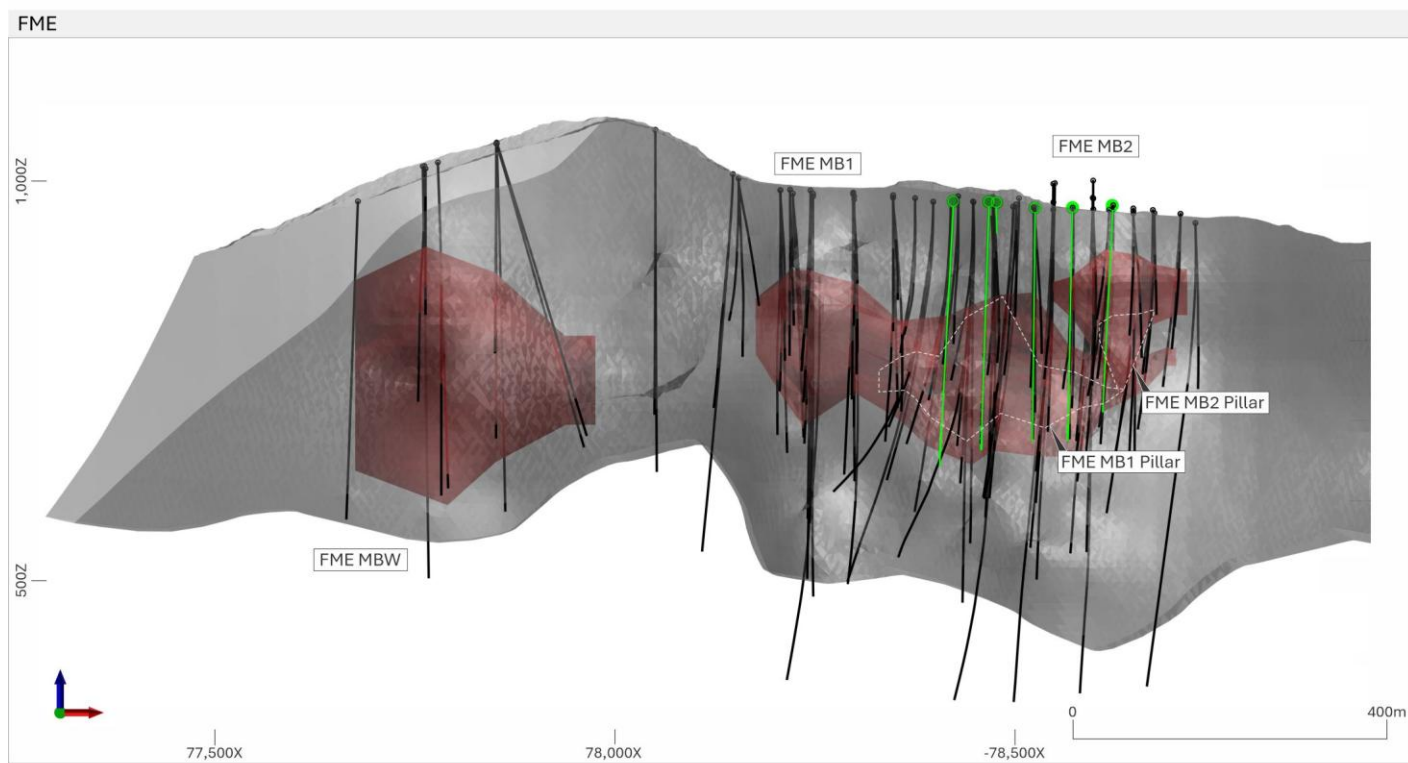 FME
FME MB2
FME MB1
1,000Z
FME MB2 Pillar
FME MB1 Pillar
FME MBW
500Z
0
400m
77,500X
78,000X
-78,500X